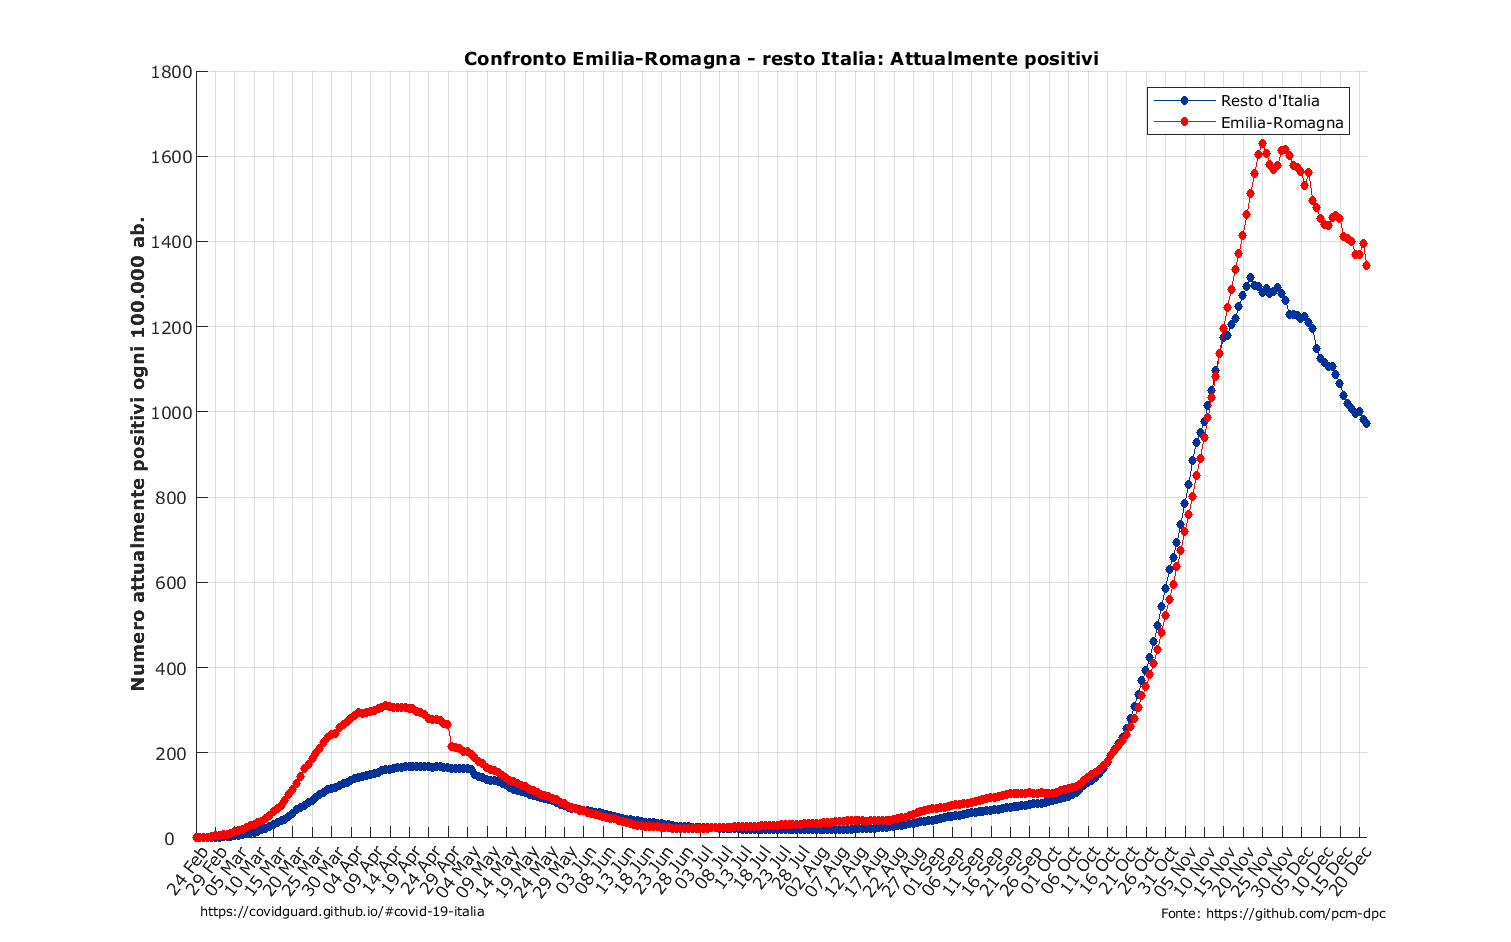 Confronto Emilia-Romagna - resto Italia: Attualmente positivi
Resto d'Italia
Emilia-Romagna
Numero attualmente positivi ogni 100.000 ab.
1800
1600
1400
1200
1000
800
600
400
200
0
24 Feb
29 Feb
05 Mar
10 Mar
15 Mar
20 Mar
25 Mar
30 Mar
04 Apr
09 Apr
14 Apr
19 Apr
24 Apr
29 Apr
04 May
09 May
14 May
19 May
24 May
29 May
03 Jun
08 Jun
13 Jun
18 Jun
23 Jun
28 Jun
03 Jul
08 Jul
13 Jul
18 Jul
23 Jul
28 Jul
02 Aug
07 Aug
12 Aug
17 Aug
22 Aug
27 Aug
01 Sep
06 Sep
11 Sep
16 Sep
21 Sep
26 Sep
01 Oct
06 Oct
11 Oct
16 Oct
21 Oct
26 Oct
31 Oct
05 Nov
10 Nov
15 Nov
20 Nov
25 Nov
30 Nov
05 Dec
10 Dec
15 Dec
20 Dec
https://covidguard.github.io/#covid-19-italia
Fonte: https://github.com/pcm-dpc